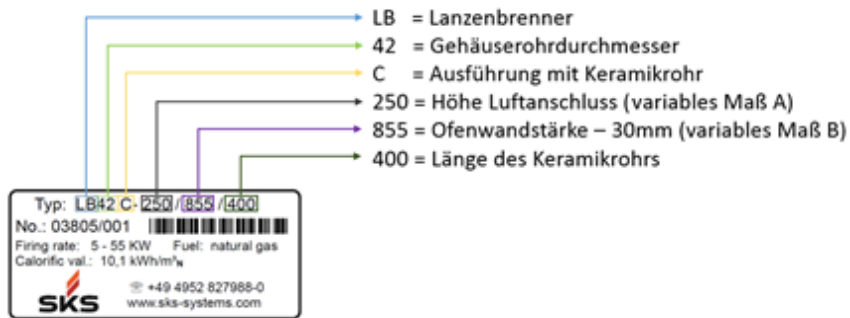 LB = Lanzenbrenner
42 = Gehäuserohrdurchmesser
C = Ausführung mit Keramikrohr
250 = Höhe Luftanschluss (variables Maß A)
855 = Ofenwandstärke – 30mm (variables Maß B)
400 = Länge des Keramikrohrs
Typ: LB42 C-250/855/400
No.: 03805/001
Firing rate: 5 - 55 KW Fuel: natural gas
Calorific val.: 10,1 kWh/m³N
☏ +49 4952 827988-0
SKS www.sks-systems.com